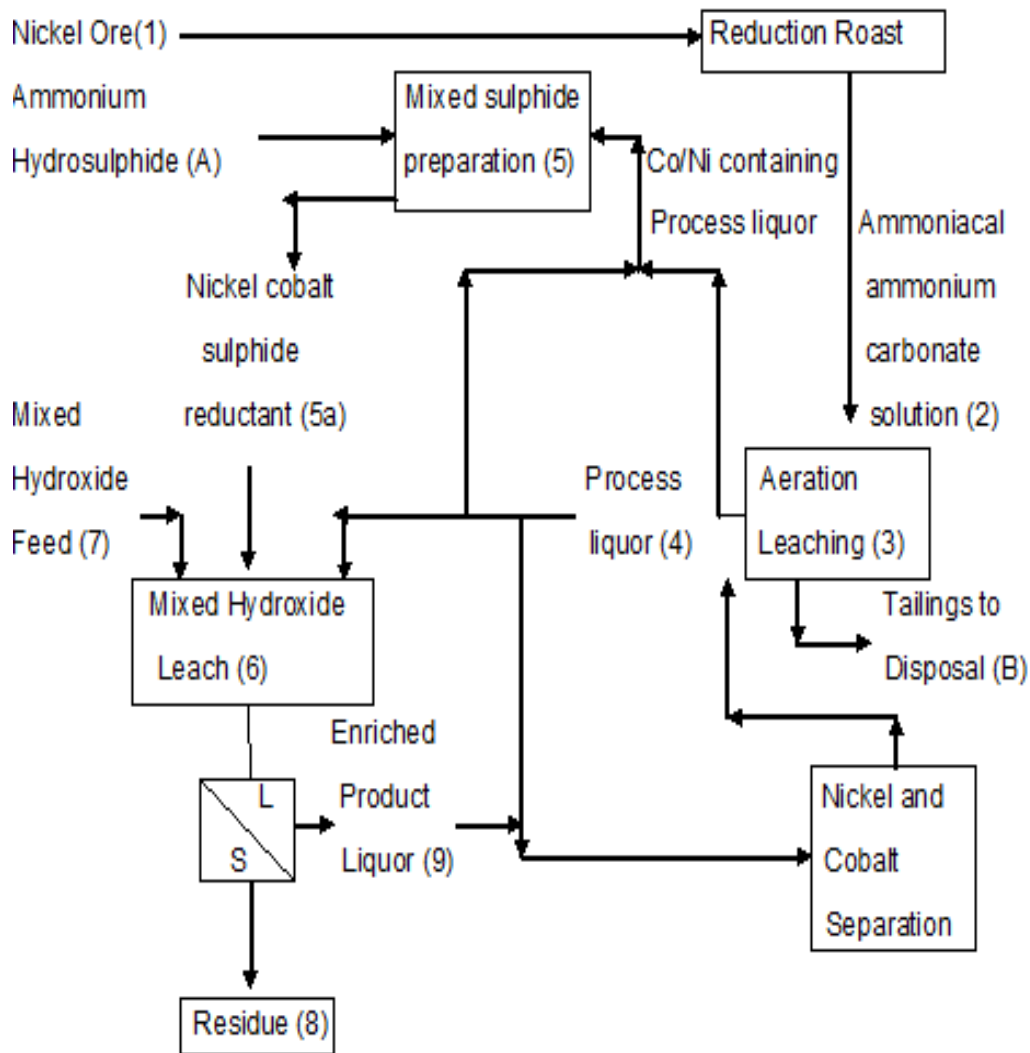 Nickel Ore(1)
Reduction Roast
Ammonium
Hydrosulphide (A)
Mixed sulphide
preparation (5)
Co/Ni containing
Process liquor
Ammoniacal
ammonium
carbonate
solution (2)
Nickel cobalt
sulphide
reductant (5a)
Mixed
Hydroxide
Feed (7)
Process
liquor (4)
Aeration
Leaching (3)
Mixed Hydroxide
Leach (6)
Tailings to
Disposal (B)
Enriched
Product
Liquor (9)
L
S
Nickel and
Cobalt
Separation
Residue (8)